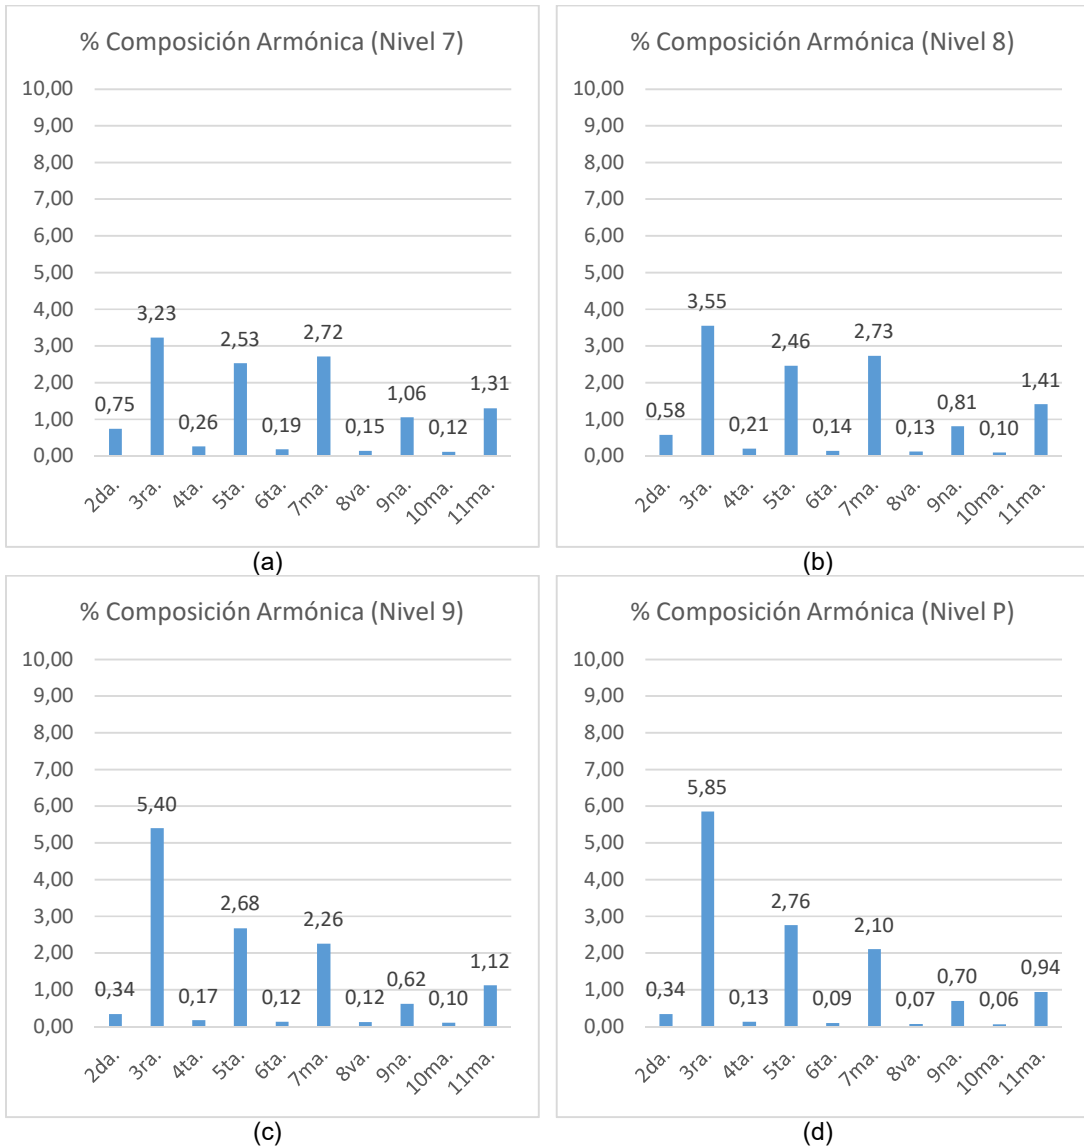 % Composición Armónica (Nivel 7)
10,00
9,00
8,00
7,00
6,00
5,00
4,00
3,00
2,00
1,00
0,00
0,75
3,23
0,26
2,53
0,19
2,72
0,15
1,06
0,12
1,31
2da.
3ra.
4ta.
5ta.
6ta.
7ma.
8va.
9na.
10ma.
11ma.
(a)
% Composición Armónica (Nivel 8)
10,00
9,00
8,00
7,00
6,00
5,00
4,00
3,00
2,00
1,00
0,00
0,58
3,55
0,21
2,46
0,14
2,73
0,13
0,81
0,10
1,41
2da.
3ra.
4ta.
5ta.
6ta.
7ma.
8va.
9na.
10ma.
11ma.
(b)
% Composición Armónica (Nivel 9)
10,00
9,00
8,00
7,00
6,00
5,00
4,00
3,00
2,00
1,00
0,00
0,34
5,40
0,17
2,68
0,12
2,26
0,12
0,62
0,10
1,12
2da.
3ra.
4ta.
5ta.
6ta.
7ma.
8va.
9na.
10ma.
11ma.
(c)
% Composición Armónica (Nivel P)
10,00
9,00
8,00
7,00
6,00
5,00
4,00
3,00
2,00
1,00
0,00
0,34
5,85
0,13
2,76
0,09
2,10
0,07
0,70
0,06
0,94
2da.
3ra.
4ta.
5ta.
6ta.
7ma.
8va.
9na.
10ma.
11ma.
(d)